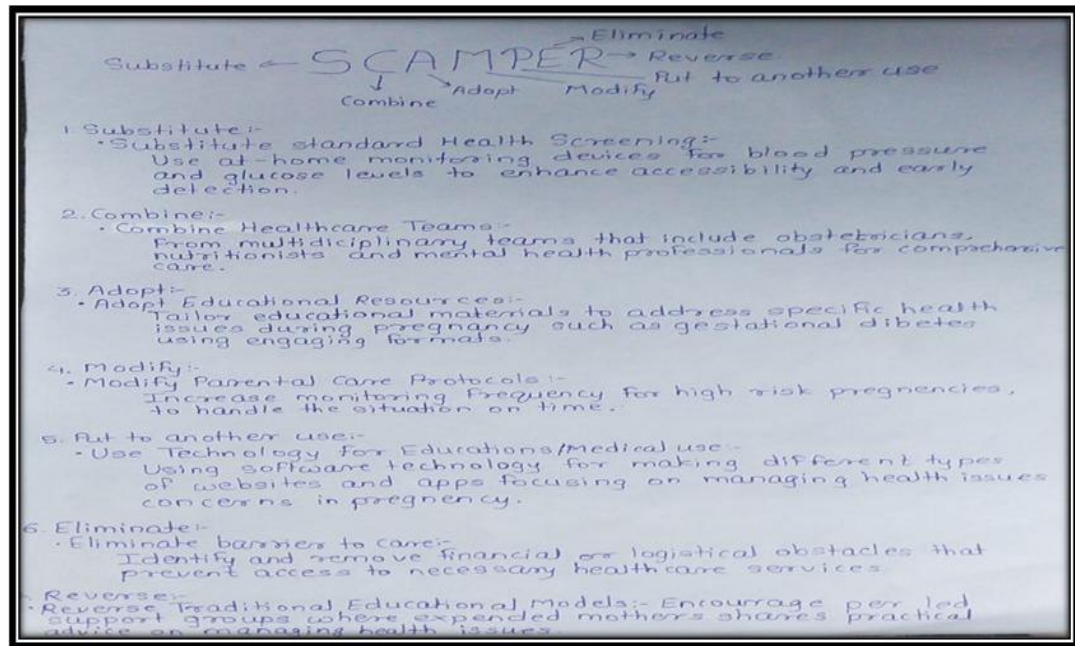 Eliminate
Substitute ← SCAMPER → Reverse
Put to another use
Combine Adopt Modify
1. Substitute:-
• Substitute standard Health Screening:-
Use at-home monitoring devices for blood pressure
and glucose levels to enhance accessibility and early
detection.
2. Combine:-
• Combine Healthcare Teams:-
From multidiciplinary teams that include obstetricians,
nutritionists and mental health professionals for comprehensive
care.
3. Adopt:-
• Adopt Educational Resources:-
Tailor educational materials to address specific health
issues during pregnancy such as gestational dibetes
using engaging formats.
4. Modify:-
• Modify Parental Care Protocols:-
Increase monitoring frequency for high risk pregnencies,
to handle the situation on time.
5. Put to another use:-
• Use Technology for Educations/Medical use:-
Using software technology for making different types
of websites and apps focusing on managing health issues
concerns in pregnency.
6. Eliminate:-
• Eliminate barrier to care:-
Identify and remove financial or logistical obstacles that
prevent access to necessary healthcare services.
Reverse:-
• Reverse Traditional Educational Models:- Encourage per led
support groups where expended mothers shares practical
advice on managing health issues.